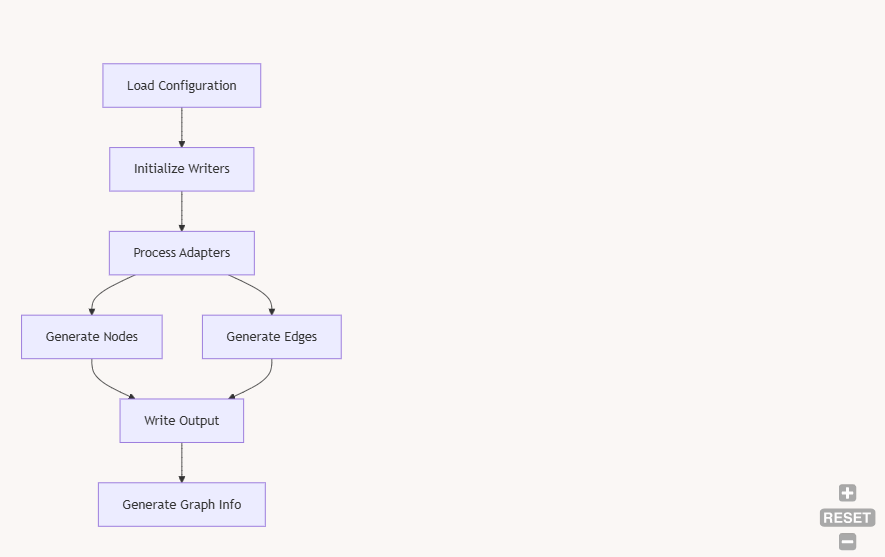 Load Configuration
Initialize Writers
Process Adapters
Generate Nodes
Generate Edges
Write Output
Generate Graph Info
RESET